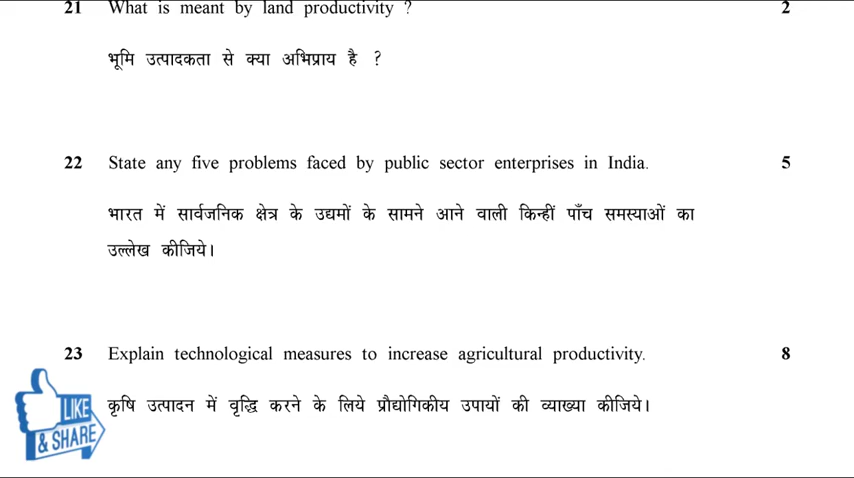 21 What is meant by land productivity ? 2
भूमि उत्पादकता से क्या अभिप्राय है ?
22 State any five problems faced by public sector enterprises in India. 5
भारत में सार्वजनिक क्षेत्र के उद्यमों के सामने आने वाली किन्हीं पाँच समस्याओं का
उल्लेख कीजिये।
23 Explain technological measures to increase agricultural productivity. 8
कृषि उत्पादन में वृद्धि करने के लिये प्रौद्योगिकीय उपायों की व्याख्या कीजिये।
LIKE
& SHARE